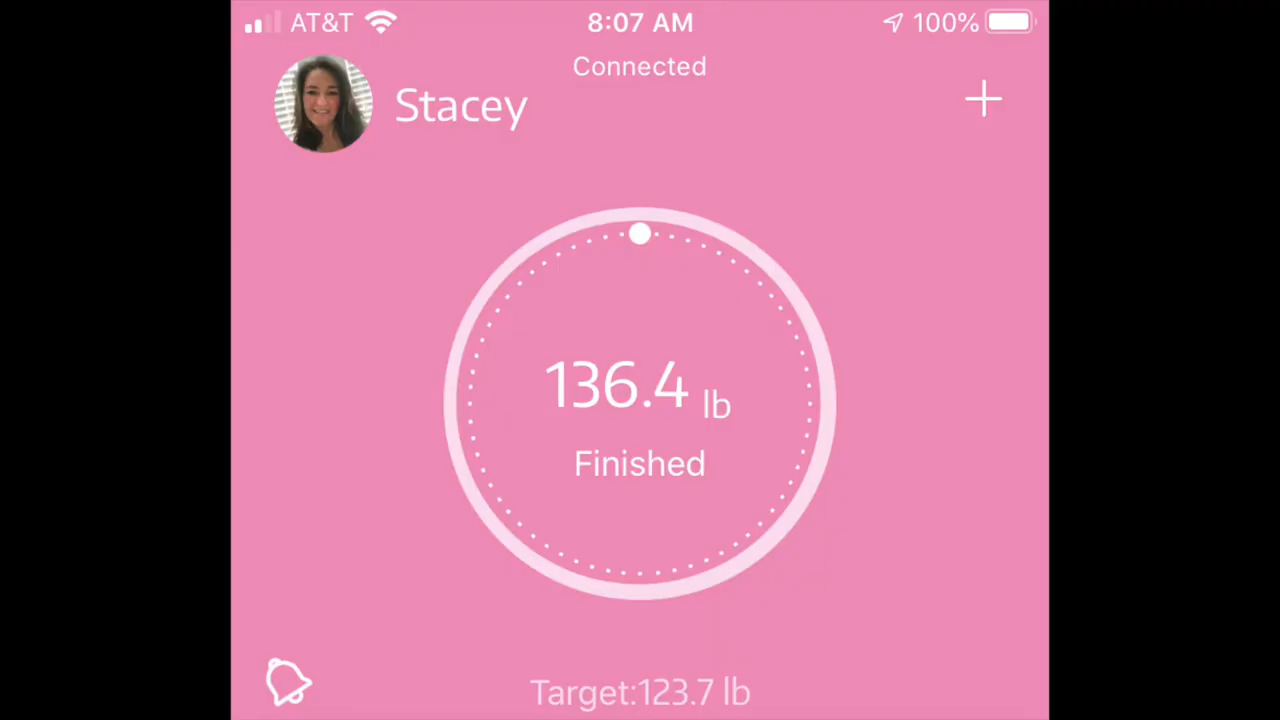 AT&T 8:07 AM 100%
Connected
Stacey
136.4 lb
Finished
Target:123.7 lb